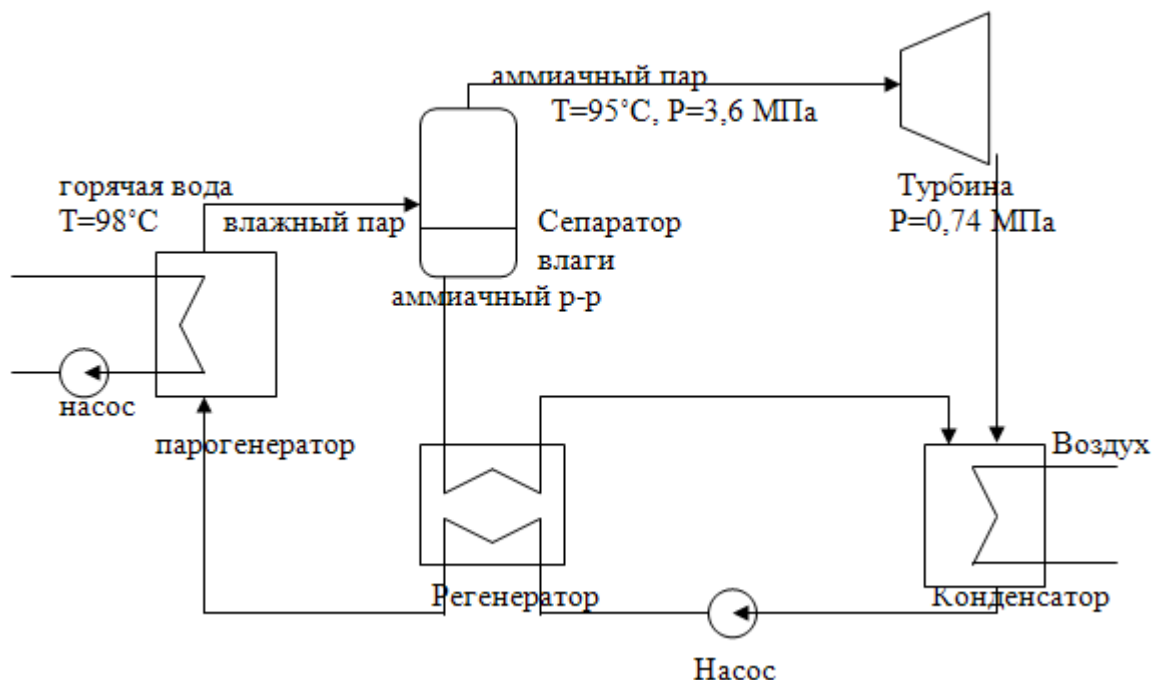 аммиачный пар
T=95°C, P=3,6 МПа
горячая вода
T=98°C
влажный пар
Турбина
P=0,74 МПа
Сепаратор
влаги
аммиачный р-р
насос
парогенератор
Воздух
Регенератор
Конденсатор
Насос